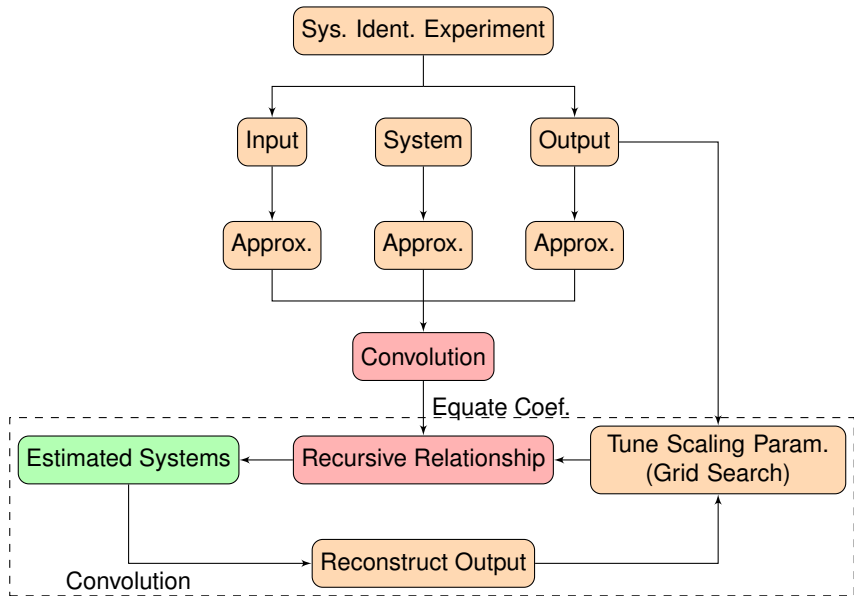 Sys. Ident. Experiment
Input
System
Output
Approx.
Approx.
Approx.
Convolution
Equate Coef.
Estimated Systems
Recursive Relationship
Tune Scaling Param.
(Grid Search)
Reconstruct Output
Convolution